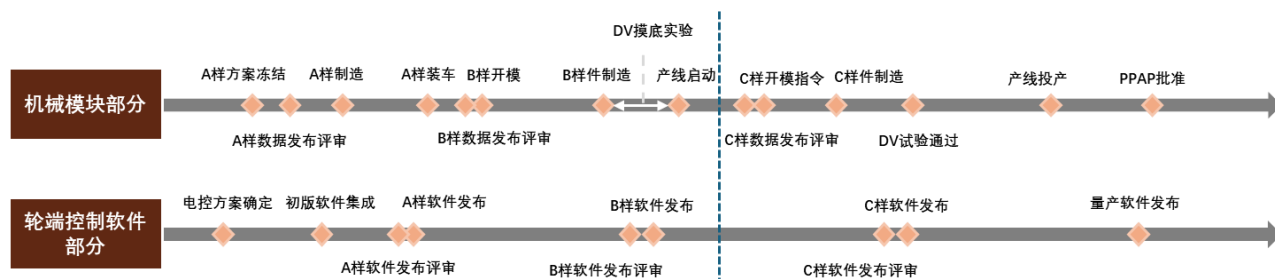 DV摸底实验
A样方案冻结
A样制造
A样装车
B样开模
B样件制造
产线启动
C样开模指令
C样件制造
产线投产
PPAP批准
机械模块部分
A样数据发布评审
B样数据发布评审
C样数据发布评审
DV试验通过
电控方案确定
初版软件集成
A样软件发布
B样软件发布
C样软件发布
量产软件发布
轮端控制软件
部分
A样软件发布评审
B样软件发布评审
C样软件发布评审